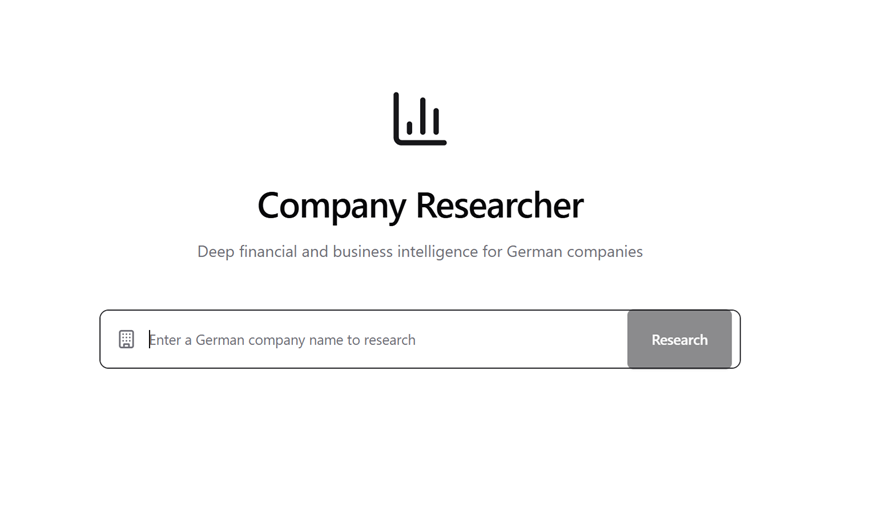 Company Researcher
Deep financial and business intelligence for German companies
Enter a German company name to research
Research